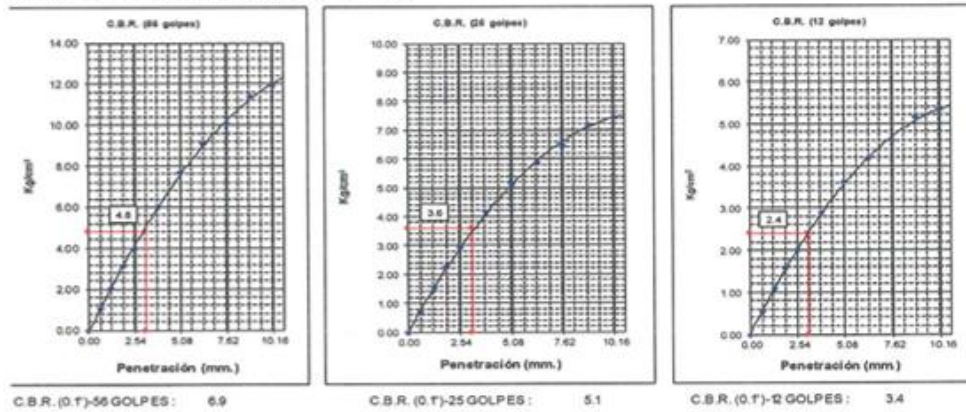 C.B.R. (56 golpes)
14.00
12.00
10.00
8.00
6.00
4.00
2.00
0.00
Kg/cm²
4.8
0.00 2.54 5.08 7.62 10.16
Penetración (mm.)
C.B.R. (0.1")-56 GOLPES : 6.9
C.B.R. (25 golpes)
10.00
9.00
8.00
7.00
6.00
5.00
4.00
3.00
2.00
1.00
0.00
Kg/cm²
3.6
0.00 2.54 5.08 7.62 10.16
Penetración (mm.)
C.B.R. (0.1")-25 GOLPES : 5.1
C.B.R. (12 golpes)
7.00
6.00
5.00
4.00
3.00
2.00
1.00
0.00
Kg/cm²
2.4
0.00 2.54 5.08 7.62 10.16
Penetración (mm.)
C.B.R. (0.1")-12 GOLPES : 3.4